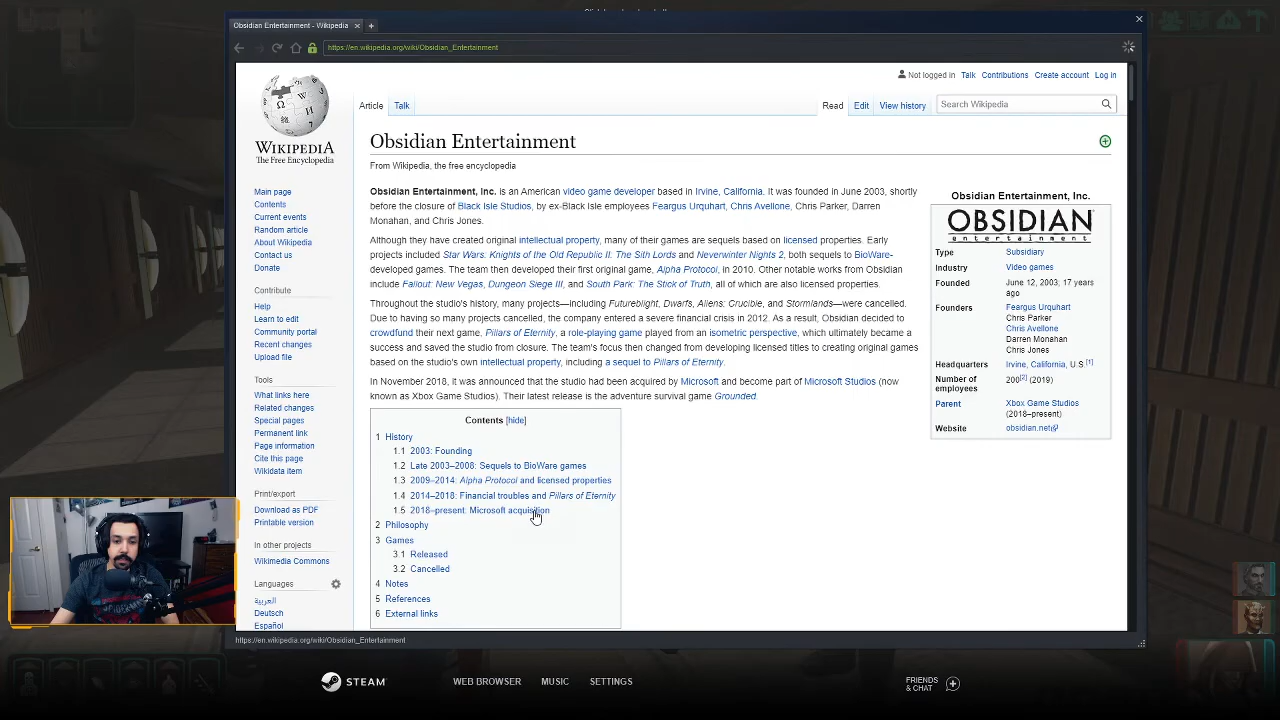 Obsidian Entertainment - Wikipedia
https://en.wikipedia.org/wiki/Obsidian_Entertainment
Not logged in Talk Contributions Create account Log in
Article Talk
Read Edit View history Search Wikipedia
WIKIPEDIA
The Free Encyclopedia
Main page
Contents
Current events
Random article
About Wikipedia
Contact us
Donate
Contribute
Help
Learn to edit
Community portal
Recent changes
Upload file
Tools
What links here
Related changes
Special pages
Permanent link
Page information
Cite this page
Wikidata item
Print/export
Download as PDF
Printable version
In other projects
Wikimedia Commons
Languages
العربية
Deutsch
Español
Obsidian Entertainment
From Wikipedia, the free encyclopedia
Obsidian Entertainment, Inc. is an American video game developer based in Irvine, California. It was founded in June 2003, shortly
before the closure of Black Isle Studios, by ex-Black Isle employees Feargus Urquhart, Chris Avellone, Chris Parker, Darren
Monahan, and Chris Jones.
Although they have created original intellectual property, many of their games are sequels based on licensed properties. Early
projects included Star Wars: Knights of the Old Republic II: The Sith Lords and Neverwinter Nights 2, both sequels to BioWare-
developed games. The team then developed their first original game, Alpha Protocol, in 2010. Other notable works from Obsidian
include Fallout: New Vegas, Dungeon Siege III, and South Park: The Stick of Truth, all of which are also licensed properties.
Throughout the studio's history, many projects—including Futureblight, Dwarfs, Aliens: Crucible, and Stormlands—were cancelled.
Due to having so many projects cancelled, the company entered a severe financial crisis in 2012. As a result, Obsidian decided to
crowdfund their next game, Pillars of Eternity, a role-playing game played from an isometric perspective, which ultimately became a
success and saved the studio from closure. The team's focus then changed from developing licensed titles to creating original games
based on the studio's own intellectual property, including a sequel to Pillars of Eternity.
In November 2018, it was announced that the studio had been acquired by Microsoft and become part of Microsoft Studios (now
known as Xbox Game Studios). Their latest release is the adventure survival game Grounded.
Contents [hide]
1 History
1.1 2003: Founding
1.2 Late 2003–2008: Sequels to BioWare games
1.3 2009–2014: Alpha Protocol and licensed properties
1.4 2014–2018: Financial troubles and Pillars of Eternity
1.5 2018–present: Microsoft acquisition
2 Philosophy
3 Games
3.1 Released
3.2 Cancelled
4 Notes
5 References
6 External links
Obsidian Entertainment, Inc.
OBSIDIAN
entertainment
Type Subsidiary
Industry Video games
Founded June 12, 2003; 17 years
ago
Founders Feargus Urquhart
Chris Parker
Chris Avellone
Darren Monahan
Chris Jones
Headquarters Irvine, California, U.S.[1]
Number of 200[2] (2019)
employees
Parent Xbox Game Studios
(2018–present)
Website obsidian.net
https://en.wikipedia.org/wiki/Obsidian_Entertainment
STEAM WEB BROWSER MUSIC SETTINGS
FRIENDS
& CHAT